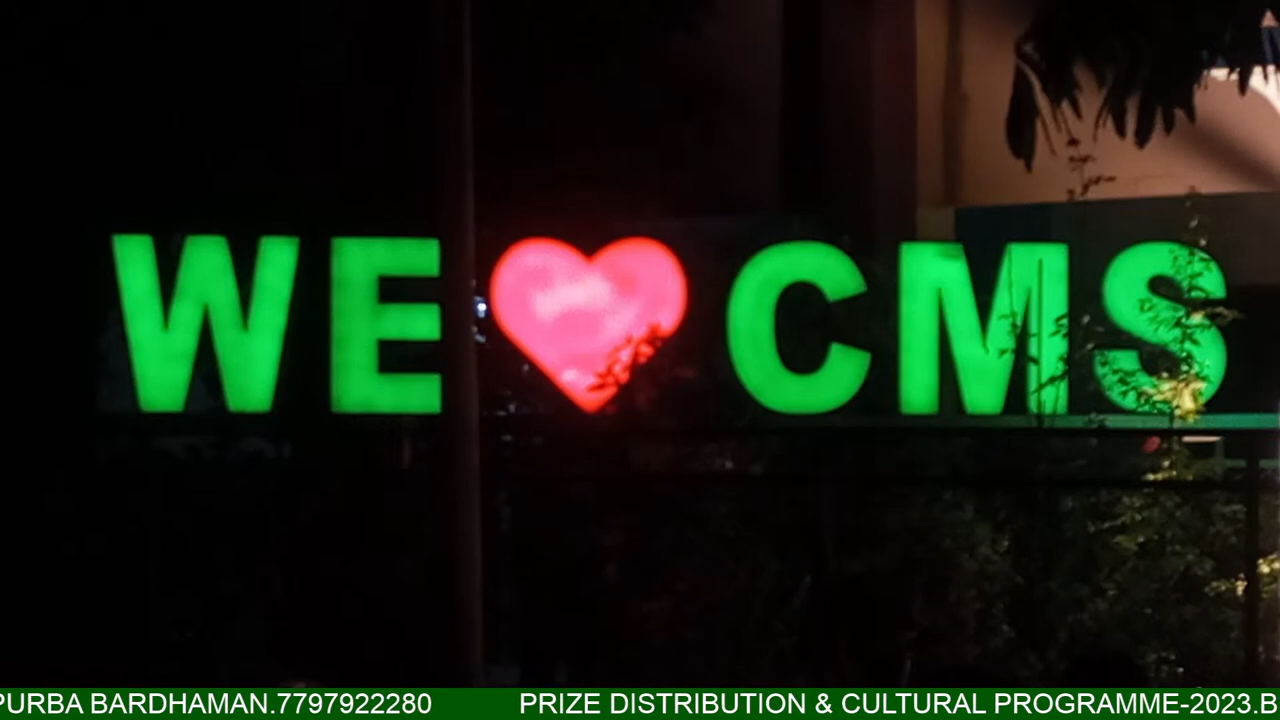 WE ❤ CMS
PURBA BARDHAMAN.7797922280 PRIZE DISTRIBUTION & CULTURAL PROGRAMME-2023.B